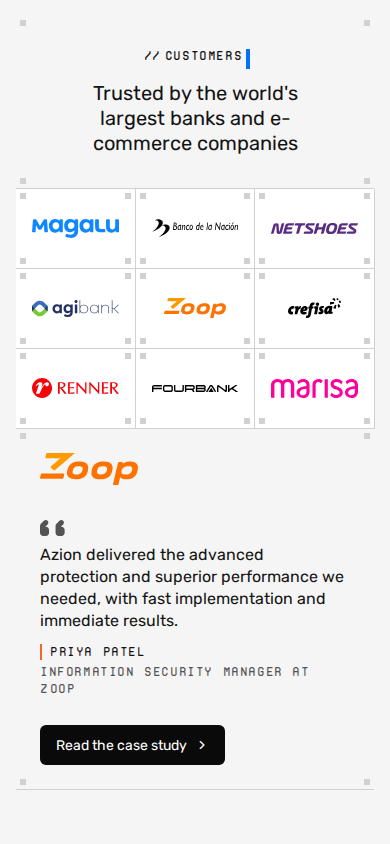 // CUSTOMERS
Trusted by the world's
largest banks and e-
commerce companies
Magalu
Banco de la Nación
NETSHOES
agibank
Zoop
crefisa
RENNER
FOURBANK
marisa
Zoop
“
Azion delivered the advanced
protection and superior performance we
needed, with fast implementation and
immediate results.
PRIYA PATEL
INFORMATION SECURITY MANAGER AT
ZOOP
Read the case study